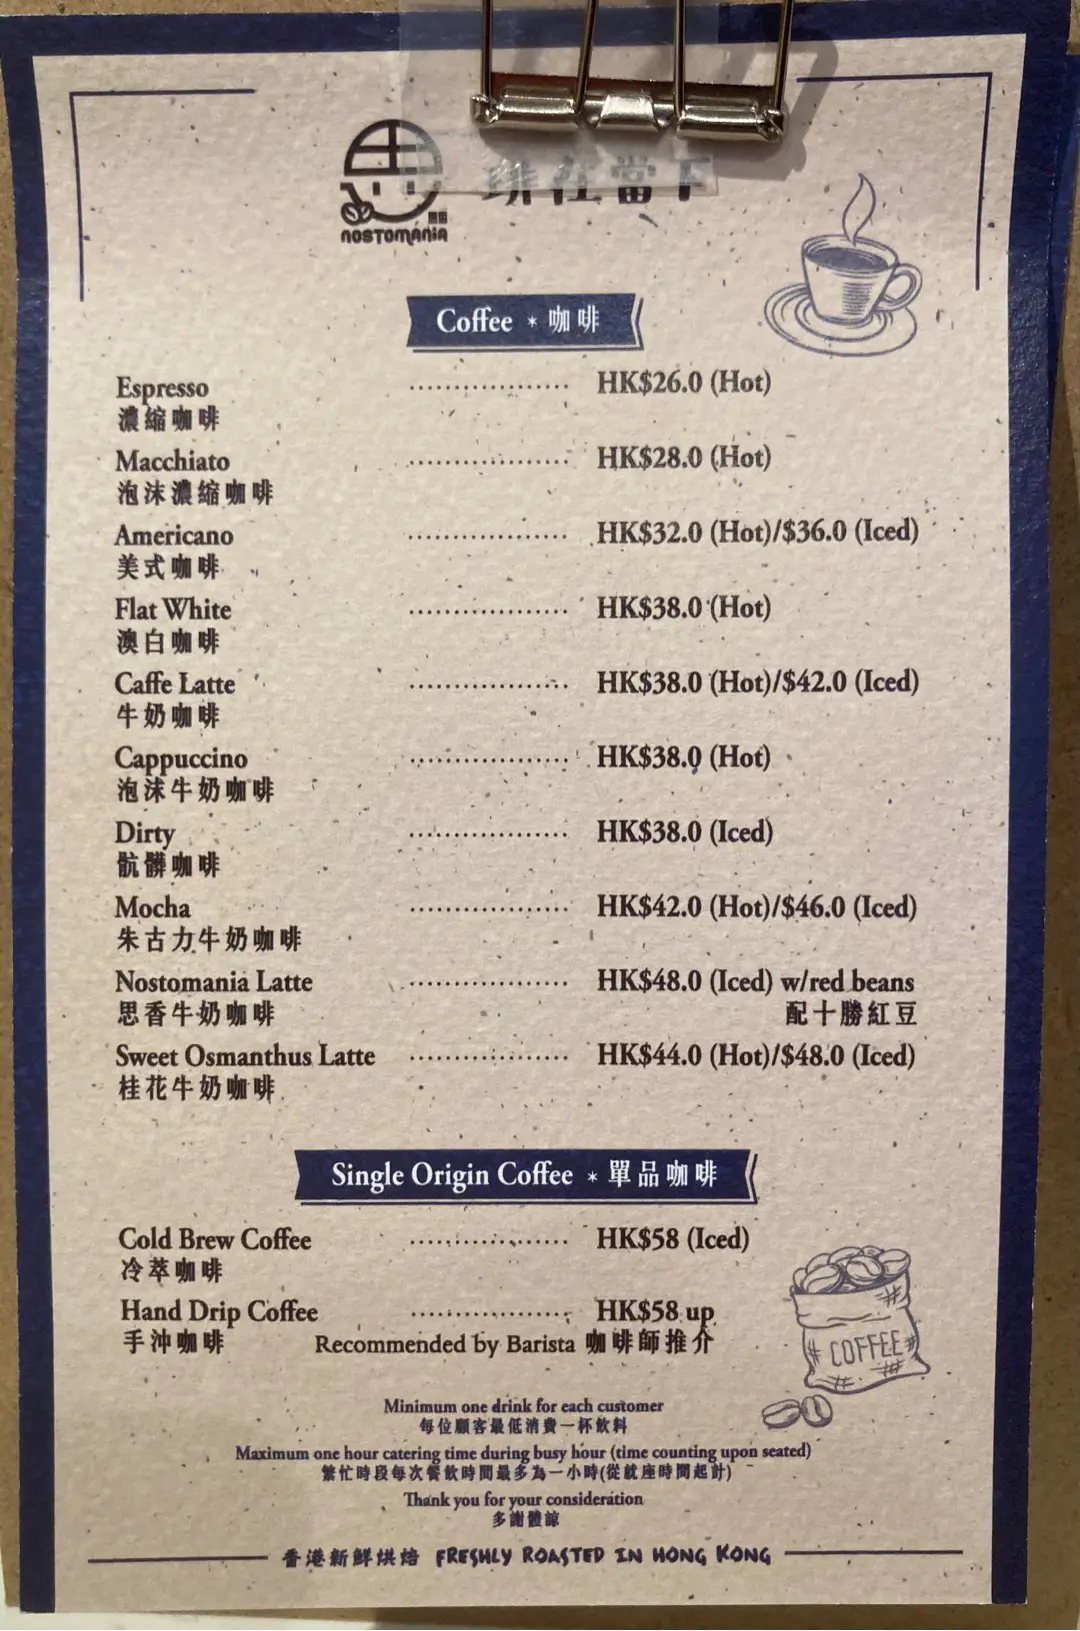 NOSTOMANIA
琲在當下
Coffee * 咖啡
Espresso .................. HK$26.0 (Hot)
濃縮咖啡
Macchiato .................. HK$28.0 (Hot)
泡沫濃縮咖啡
Americano .................. HK$32.0 (Hot)/$36.0 (Iced)
美式咖啡
Flat White .................. HK$38.0 (Hot)
澳白咖啡
Caffe Latte .................. HK$38.0 (Hot)/$42.0 (Iced)
牛奶咖啡
Cappuccino .................. HK$38.0 (Hot)
泡沫牛奶咖啡
Dirty .................. HK$38.0 (Iced)
骯髒咖啡
Mocha .................. HK$42.0 (Hot)/$46.0 (Iced)
朱古力牛奶咖啡
Nostomania Latte .................. HK$48.0 (Iced) w/red beans
思香牛奶咖啡 配十勝紅豆
Sweet Osmanthus Latte .................. HK$44.0 (Hot)/$48.0 (Iced)
桂花牛奶咖啡
Single Origin Coffee * 單品咖啡
Cold Brew Coffee .................. HK$58 (Iced)
冷萃咖啡
Hand Drip Coffee .................. HK$58 up
手沖咖啡 Recommended by Barista 咖啡師推介
COFFEE
Minimum one drink for each customer
每位顧客最低消費一杯飲料
Maximum one hour catering time during busy hour (time counting upon seated)
繁忙時段每次餐飲時間最多為一小時(從就座時間起計)
Thank you for your consideration
多謝體諒
香港新鮮烘焙 FRESHLY ROASTED IN HONG KONG